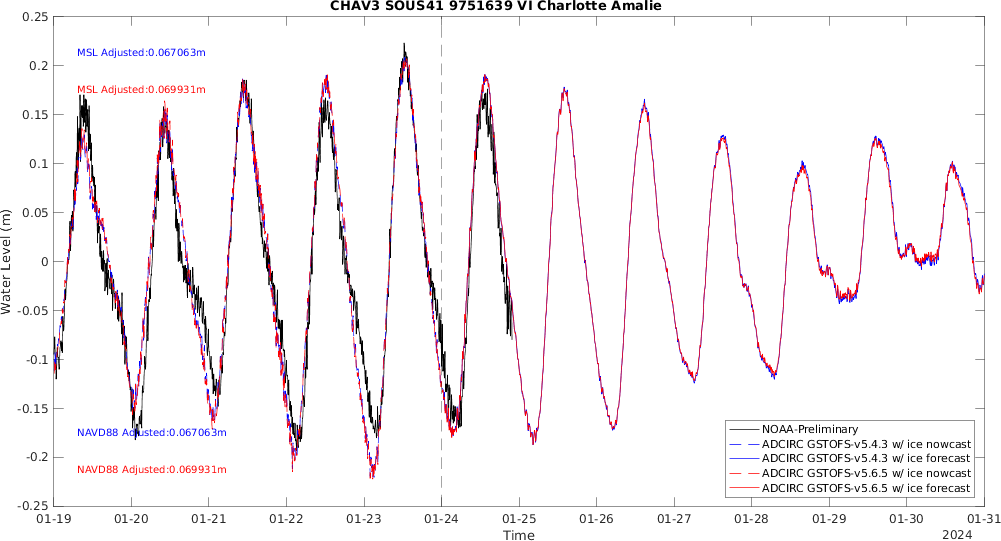 CHAV3 SOUS41 9751639 VI Charlotte Amalie
0.25
0.2
0.15
0.1
0.05
0
-0.05
-0.1
-0.15
-0.2
-0.25
Water Level (m)
MSL Adjusted:0.067063m
MSL Adjusted:0.069931m
NAVD88 Adjusted:0.067063m
NAVD88 Adjusted:0.069931m
NOAA-Preliminary
ADCIRC GSTOFS-v5.4.3 w/ ice nowcast
ADCIRC GSTOFS-v5.4.3 w/ ice forecast
ADCIRC GSTOFS-v5.6.5 w/ ice nowcast
ADCIRC GSTOFS-v5.6.5 w/ ice forecast
01-19 01-20 01-21 01-22 01-23 01-24 01-25 01-26 01-27 01-28 01-29 01-30 01-31
Time
2024